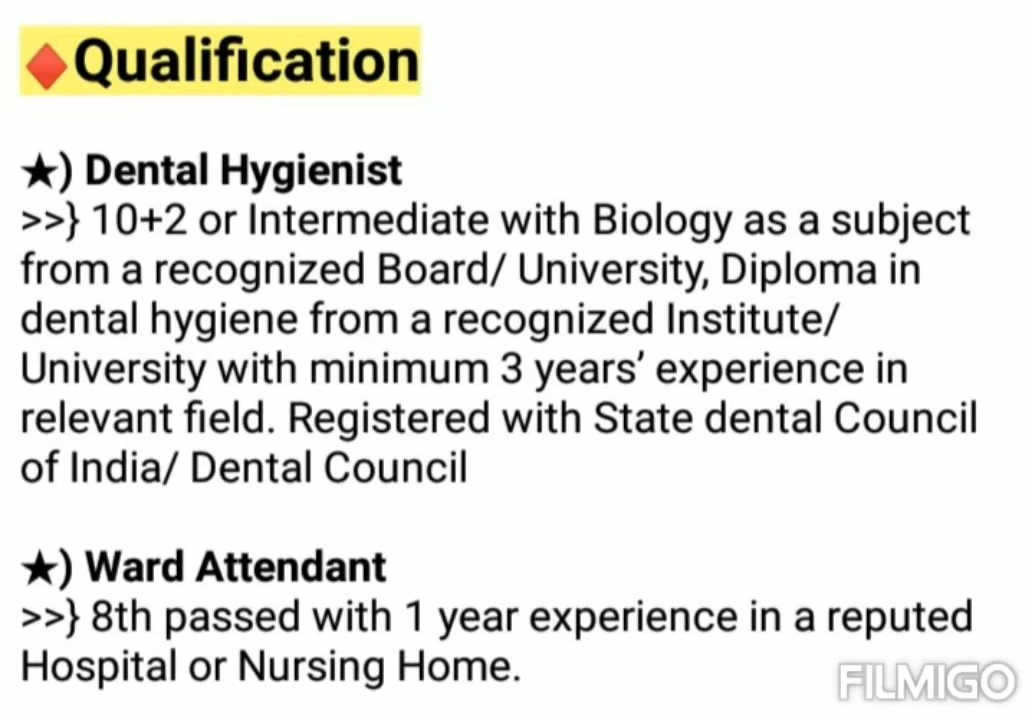 ♦Qualification
★) Dental Hygienist
>>} 10+2 or Intermediate with Biology as a subject
from a recognized Board/ University, Diploma in
dental hygiene from a recognized Institute/
University with minimum 3 years’ experience in
relevant field. Registered with State dental Council
of India/ Dental Council
★) Ward Attendant
>>} 8th passed with 1 year experience in a reputed
Hospital or Nursing Home.
FILMIGO